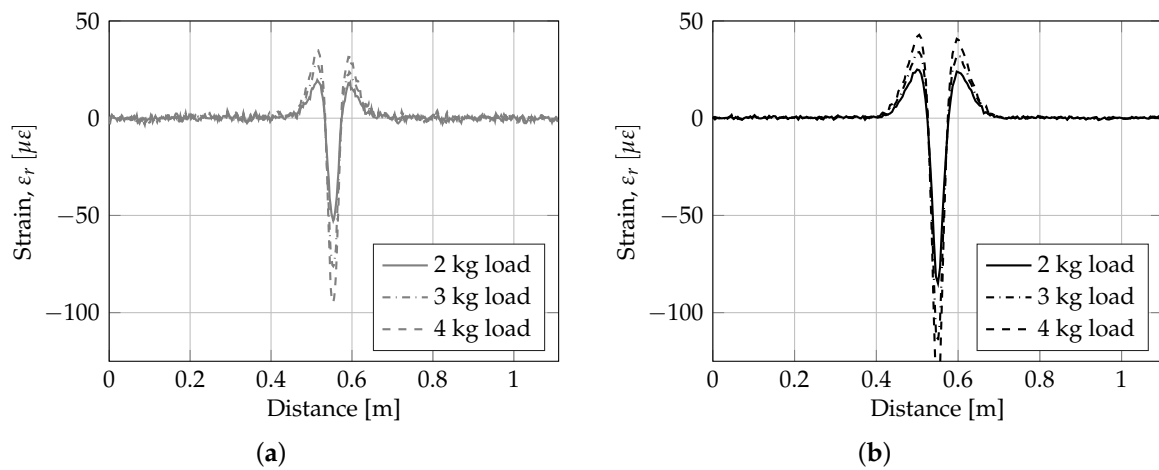 50
0
−50
−100
Strain, εr [με]
0
0.2
0.4
0.6
0.8
1
Distance [m]
2 kg load
3 kg load
4 kg load
(a)
50
0
−50
−100
Strain, εr [με]
0
0.2
0.4
0.6
0.8
1
Distance [m]
2 kg load
3 kg load
4 kg load
(b)